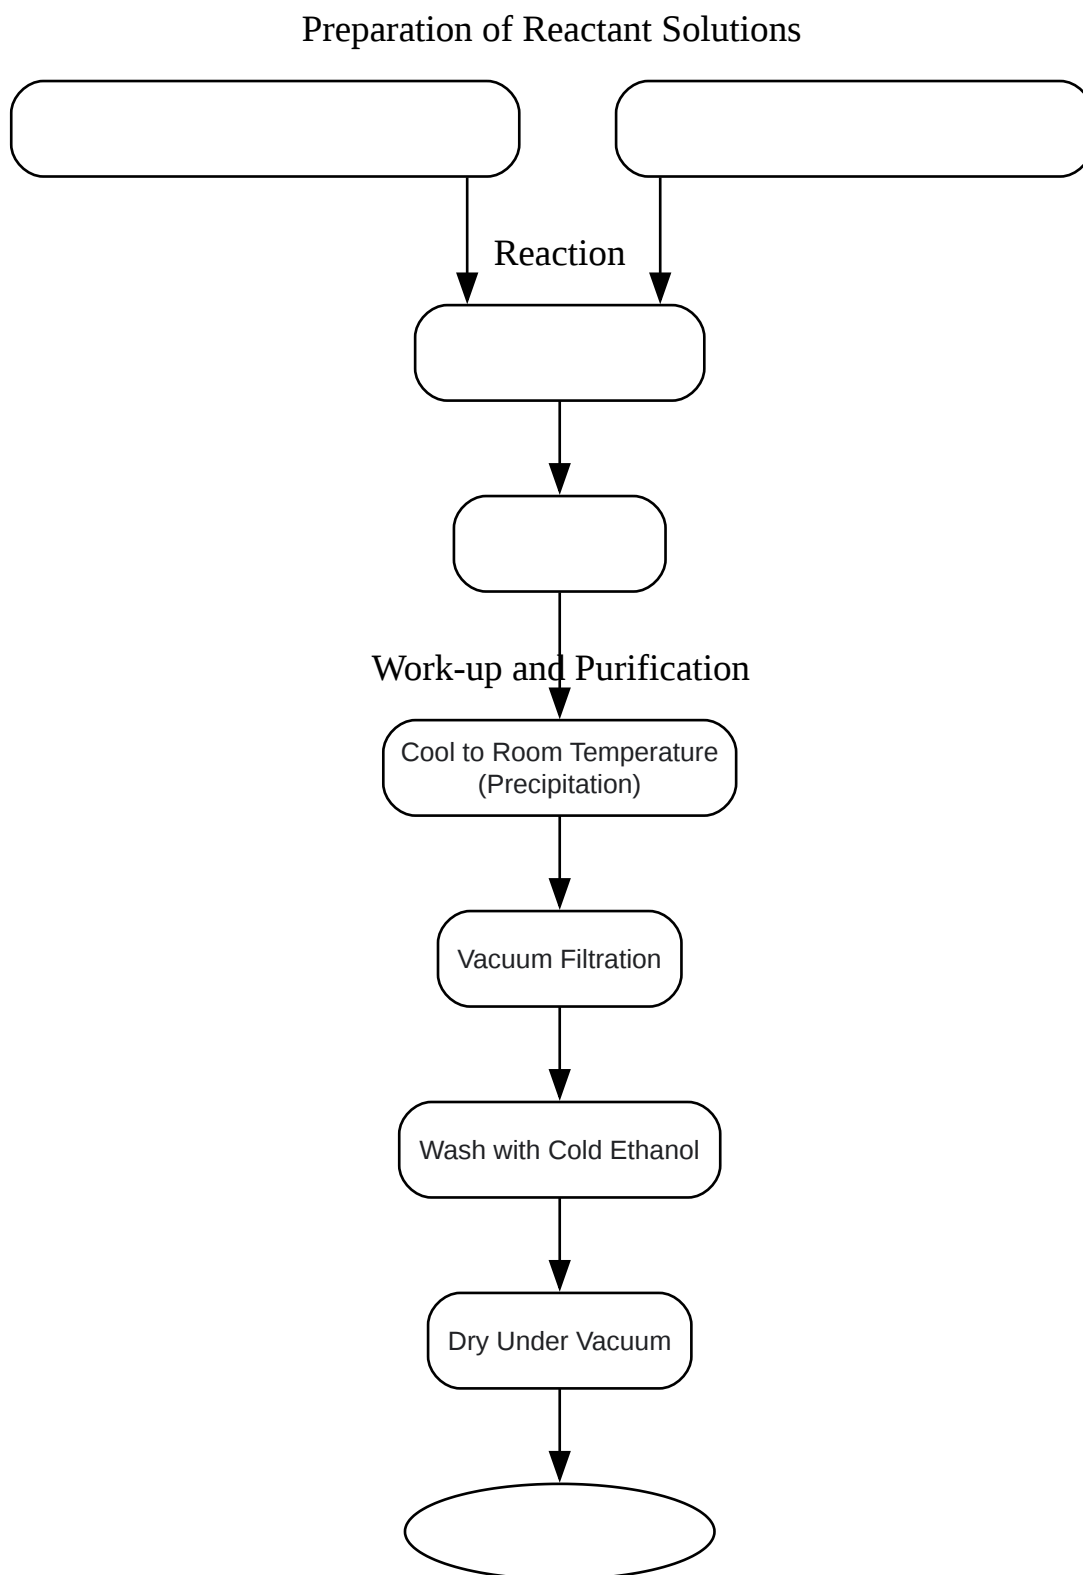 Preparation of Reactant Solutions
Reaction
Work-up and Purification
Cool to Room Temperature
(Precipitation)
Vacuum Filtration
Wash with Cold Ethanol
Dry Under Vacuum